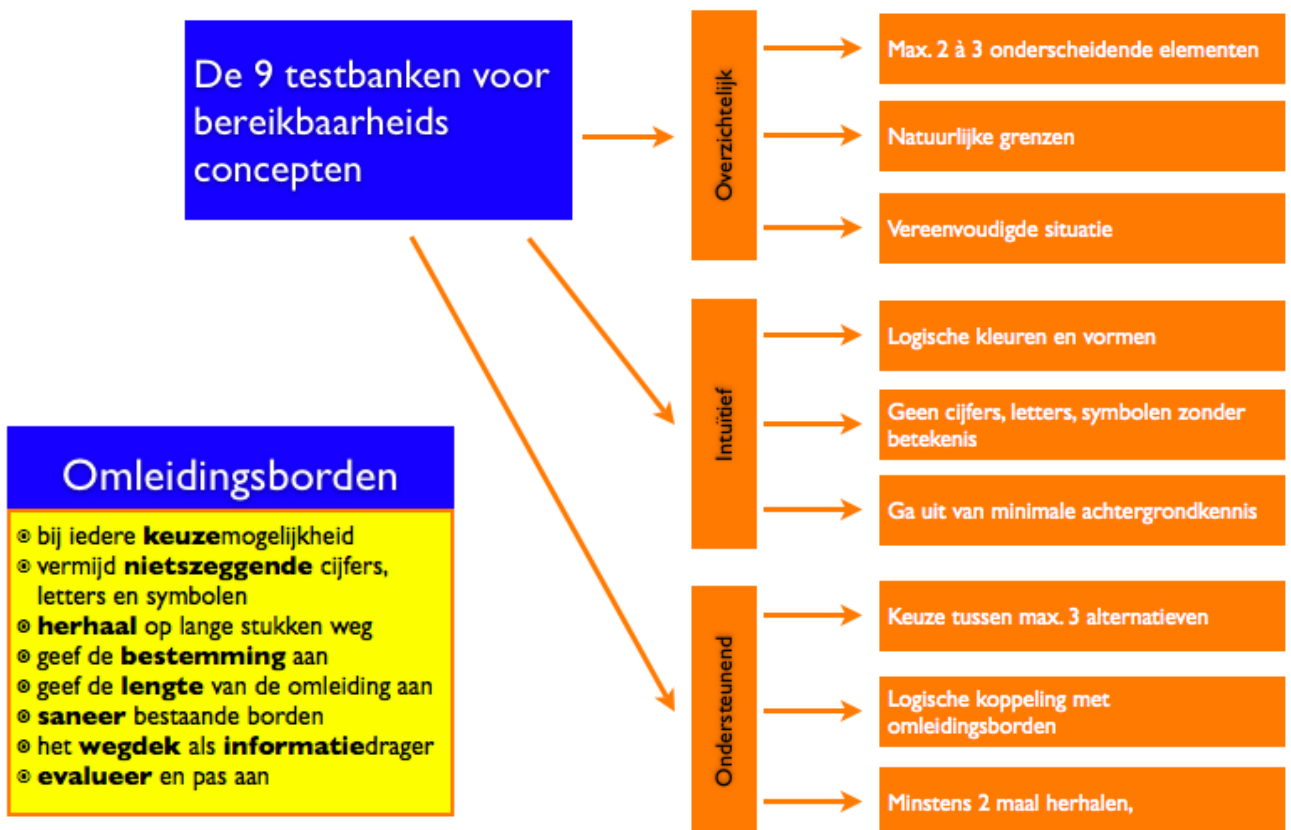 De 9 testbanken voor
bereikbaarheids
concepten
Overzichtelijk
Max. 2 à 3 onderscheidende elementen
Natuurlijke grenzen
Vereenvoudigde situatie
Intuïtief
Logische kleuren en vormen
Geen cijfers, letters, symbolen zonder
betekenis
Ga uit van minimale achtergrondkennis
Ondersteunend
Keuze tussen max. 3 alternatieven
Logische koppeling met
omleidingsborden
Minstens 2 maal herhalen,
Omleidingsborden
bij iedere keuzemogelijkheid
vermijd nietszeggende cijfers,
letters en symbolen
herhaal op lange stukken weg
geef de bestemming aan
geef de lengte van de omleiding aan
saneer bestaande borden
het wegdek als informatiedrager
evalueer en pas aan